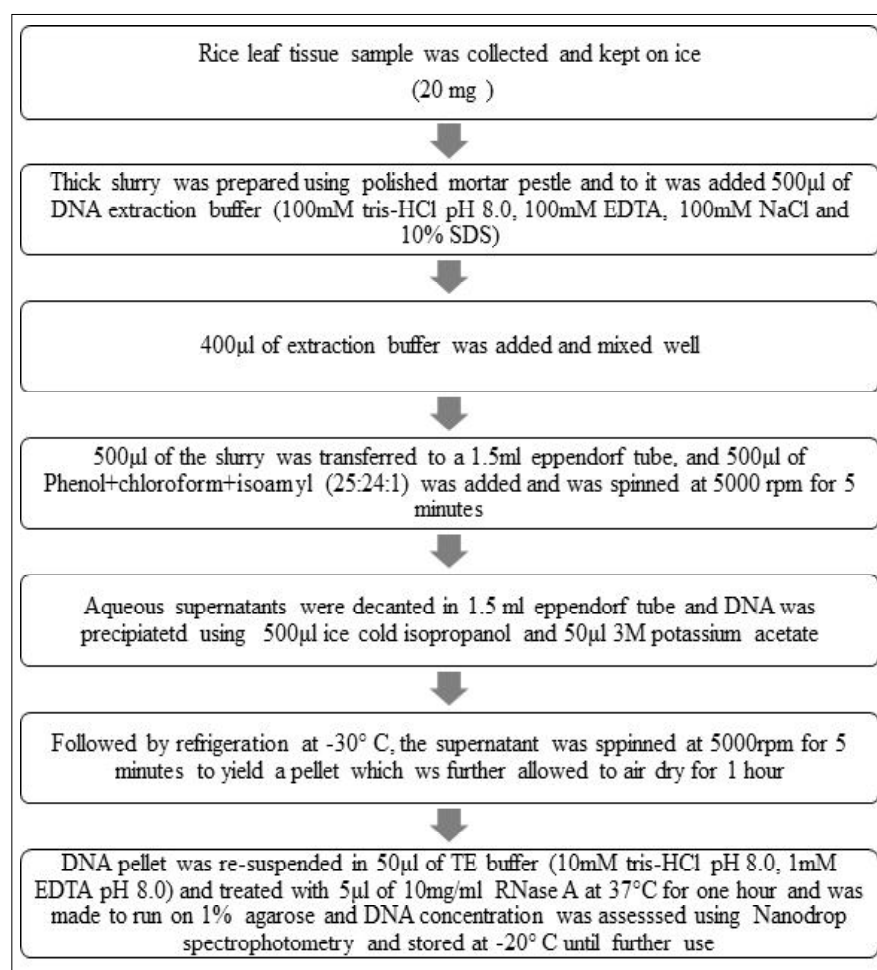 Rice leaf tissue sample was collected and kept on ice
(20 mg )
Thick slurry was prepared using polished mortar pestle and to it was added 500µl of
DNA extraction buffer (100mM tris-HCl pH 8.0, 100mM EDTA, 100mM NaCl and
10% SDS)
400µl of extraction buffer was added and mixed well
500µl of the slurry was transferred to a 1.5ml eppendorf tube, and 500µl of
Phenol+chloroform+isoamyl (25:24:1) was added and was spinned at 5000 rpm for 5
minutes
Aqueous supernatants were decanted in 1.5 ml eppendorf tube and DNA was
precipiatetd using 500µl ice cold isopropanol and 50µl 3M potassium acetate
Followed by refrigeration at -30° C, the supernatant was sppinned at 5000rpm for 5
minutes to yield a pellet which ws further allowed to air dry for 1 hour
DNA pellet was re-suspended in 50µl of TE buffer (10mM tris-HCl pH 8.0, 1mM
EDTA pH 8.0) and treated with 5µl of 10mg/ml RNase A at 37°C for one hour and was
made to run on 1% agarose and DNA concentration was assesssed using Nanodrop
spectrophotometry and stored at -20° C until further use